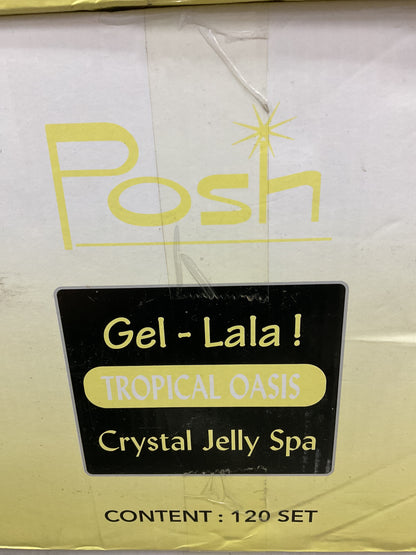 Posh
Gel - Lala !
TROPICAL OASIS
Crystal Jelly Spa
CONTENT : 120 SET